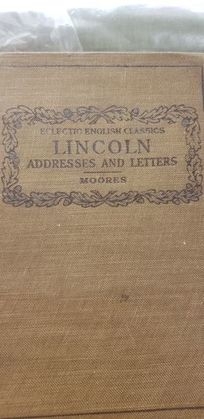 ECLECTIC ENGLISH CLASSICS
LINCOLN
ADDRESSES AND LETTERS
MOORES